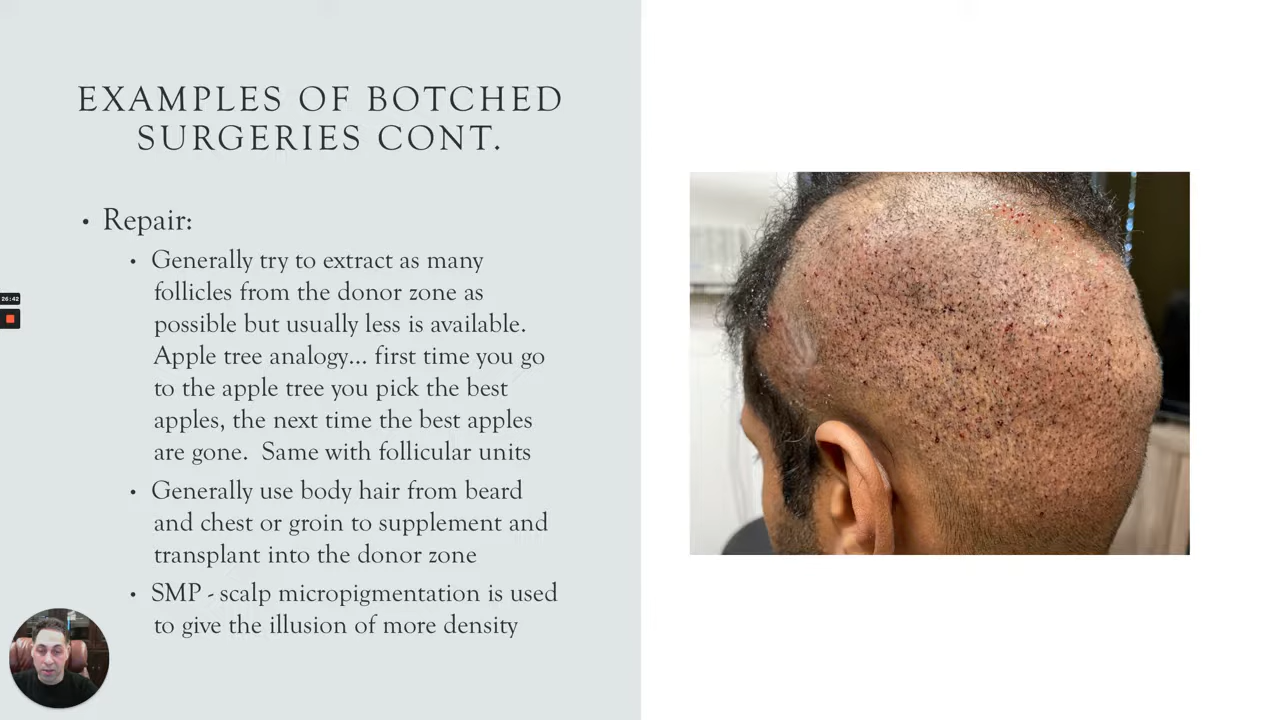 EXAMPLES OF BOTCHED
SURGERIES CONT.
• Repair:
• Generally try to extract as many
follicles from the donor zone as
possible but usually less is available.
Apple tree analogy... first time you go
to the apple tree you pick the best
apples, the next time the best apples
are gone.  Same with follicular units
• Generally use body hair from beard
and chest or groin to supplement and
transplant into the donor zone
• SMP - scalp micropigmentation is used
to give the illusion of more density
26:42